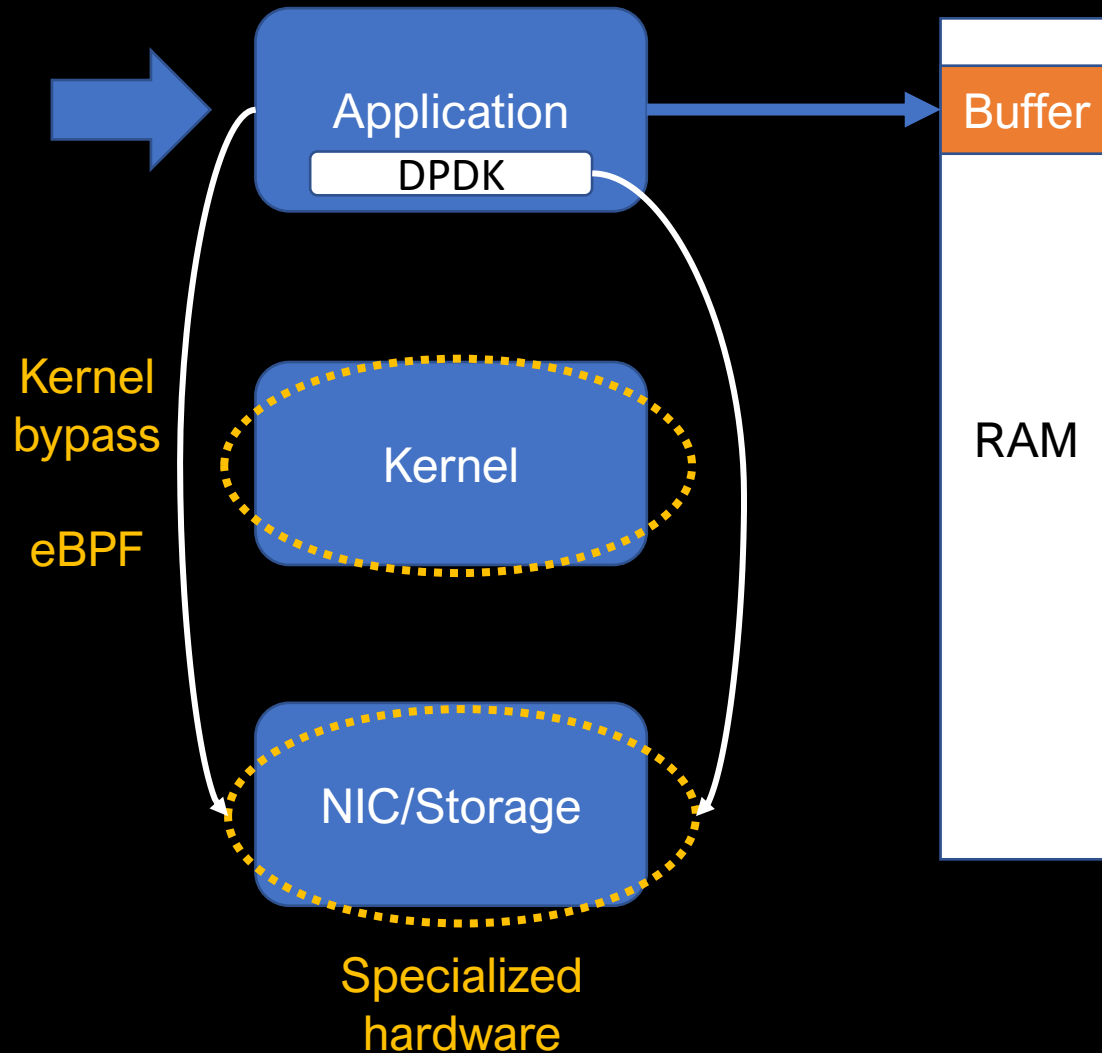 Application
DPDK
Buffer
Kernel
bypass
eBPF
Kernel
RAM
NIC/Storage
Specialized
hardware